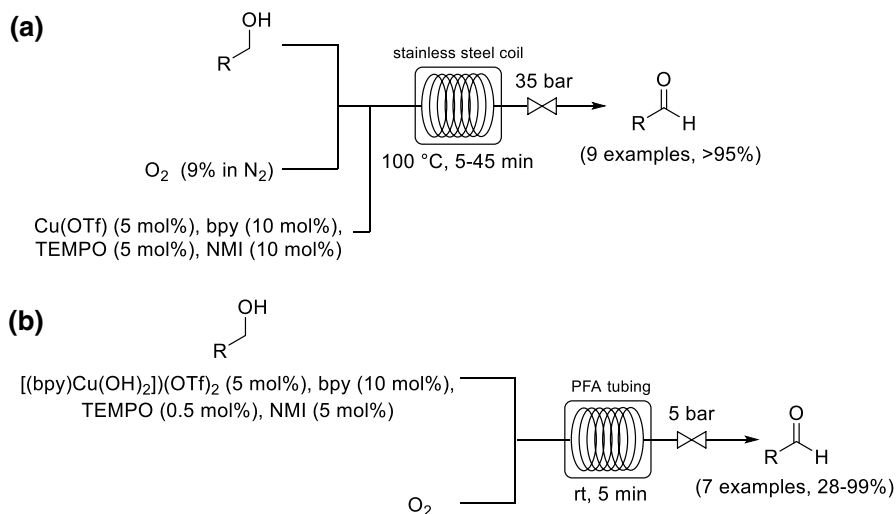 (a)
OH
R
stainless steel coil
35 bar
O
R
H
O₂ (9% in N₂)
100 °C, 5-45 min
(9 examples, >95%)
Cu(OTf) (5 mol%), bpy (10 mol%),
TEMPO (5 mol%), NMI (10 mol%)
(b)
OH
R
[(bpy)Cu(OH)₂])(OTf)₂ (5 mol%), bpy (10 mol%),
TEMPO (0.5 mol%), NMI (5 mol%)
PFA tubing
5 bar
O
R
H
O₂
rt, 5 min
(7 examples, 28-99%)